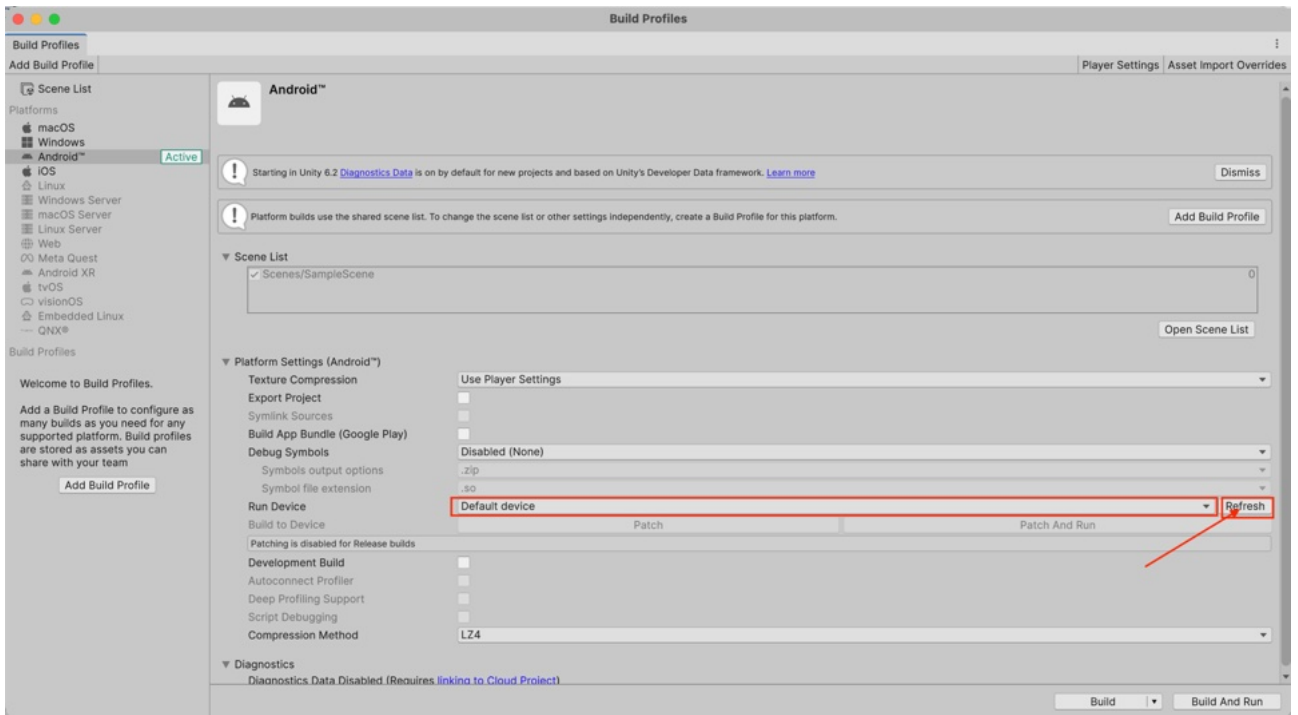 Build Profiles
Build Profiles
Add Build Profile
Player Settings
Asset Import Overrides
Scene List
Platforms
macOS
Windows
Android™
Active
iOS
Linux
Windows Server
macOS Server
Linux Server
Web
Meta Quest
Android XR
tvOS
visionOS
Embedded Linux
QNX®
Build Profiles
Welcome to Build Profiles.
Add a Build Profile to configure as
many builds as you need for any
supported platform. Build profiles
are stored as assets you can
share with your team
Add Build Profile
Android™
Starting in Unity 6.2 Diagnostics Data is on by default for new projects and based on Unity's Developer Data framework. Learn more
Dismiss
Platform builds use the shared scene list. To change the scene list or other settings independently, create a Build Profile for this platform.
Add Build Profile
Scene List
Scenes/SampleScene 0
Open Scene List
Platform Settings (Android™)
Texture Compression Use Player Settings
Export Project
Symlink Sources
Build App Bundle (Google Play)
Debug Symbols Disabled (None)
Symbols output options .zip
Symbol file extension .so
Run Device Default device Refresh
Build to Device Patch Patch And Run
Patching is disabled for Release builds
Development Build
Autoconnect Profiler
Deep Profiling Support
Script Debugging
Compression Method LZ4
Diagnostics
Diagnostics Data Disabled (Requires linking to Cloud Project)
Build
Build And Run